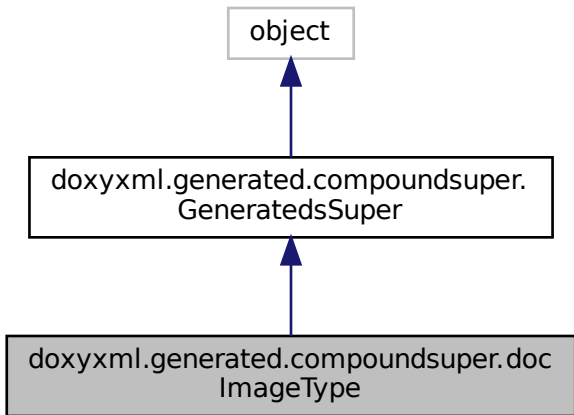 object
doxyxml.generated.compoundsuper.
GeneratedsSuper
doxyxml.generated.compoundsuper.doc
ImageType